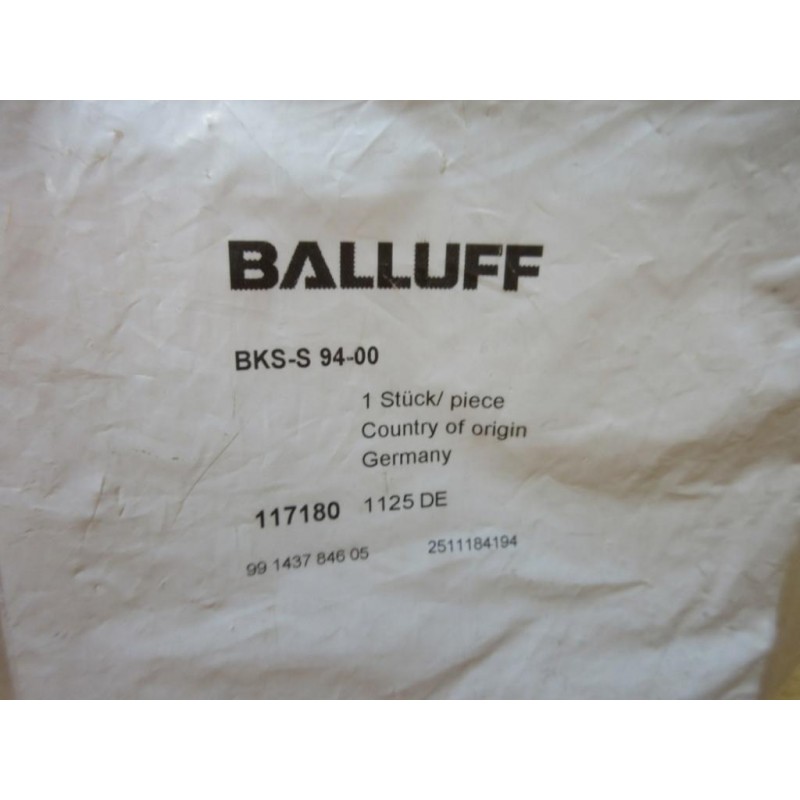 BALLUFF
BKS-S 94-00
1 Stück/ piece
Country of origin
Germany
117180 1125 DE
99 1437 846 05 2511184194